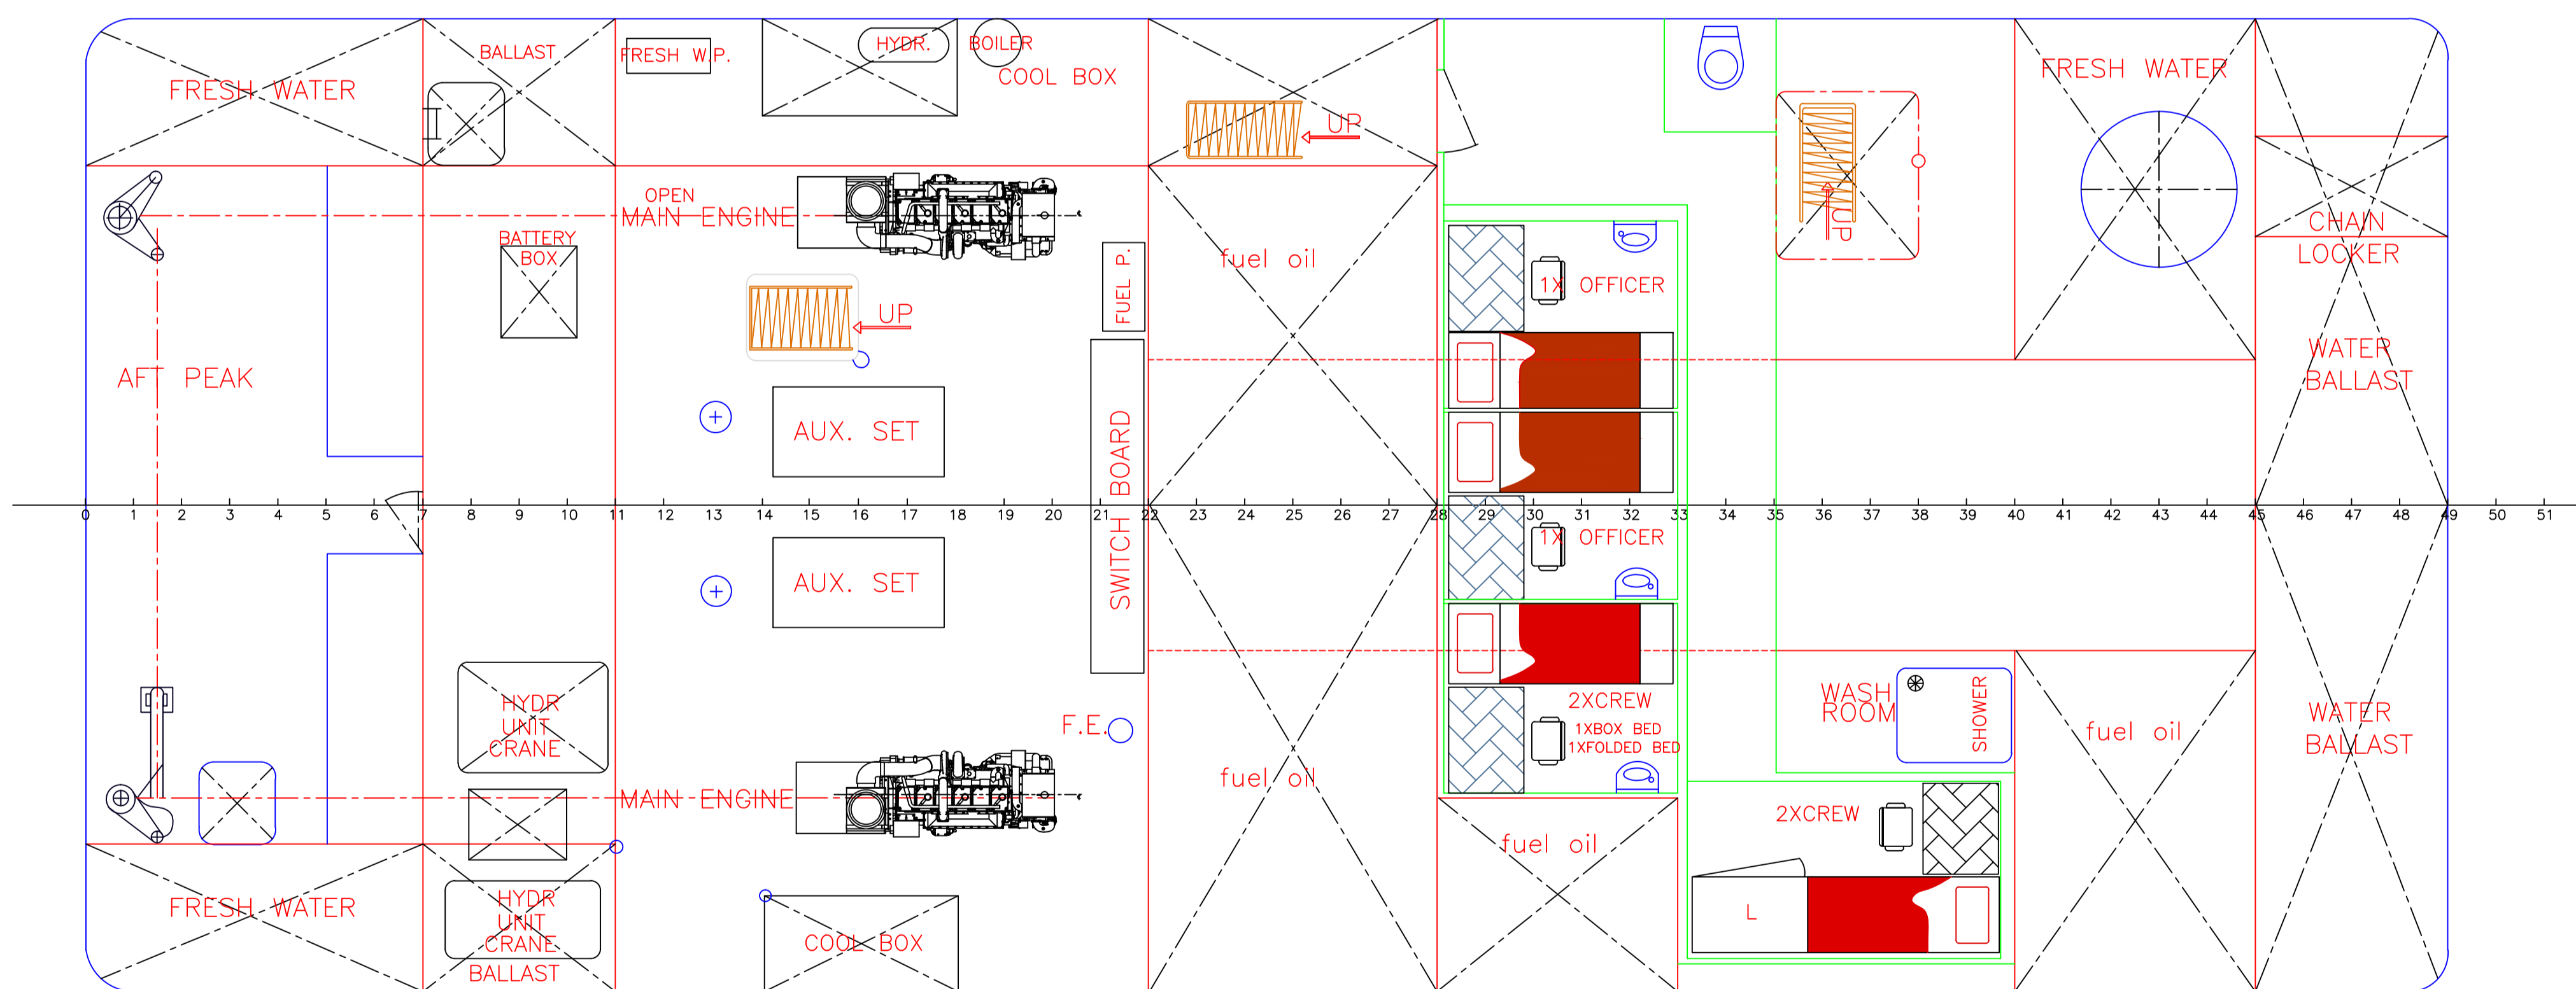 FRESH WATER
BALLAST
FRESH W.P.
HYDR.
BOILER
COOL BOX
UP
FRESH WATER
OPEN
MAIN ENGINE
BATTERY
BOX
UP
FUEL P.
fuel oil
1X OFFICER
UP
CHAIN
LOCKER
AFT PEAK
AUX. SET
SWITCH BOARD
WATER
BALLAST
0 1 2 3 4 5 6 7 8 9 10 11 12 13 14 15 16 17 18 19 20 21 22 23 24 25 26 27 28 29 30 31 32 33 34 35 36 37 38 39 40 41 42 43 44 45 46 47 48 49 50 51
1X OFFICER
AUX. SET
HYDR
UNIT
CRANE
F.E.
2XCREW
1XBOX BED
1XFOLDED BED
WASH
ROOM
SHOWER
fuel oil
WATER
BALLAST
MAIN ENGINE
fuel oil
fuel oil
2XCREW
L
FRESH WATER
HYDR
UNIT
CRANE
BALLAST
COOL BOX